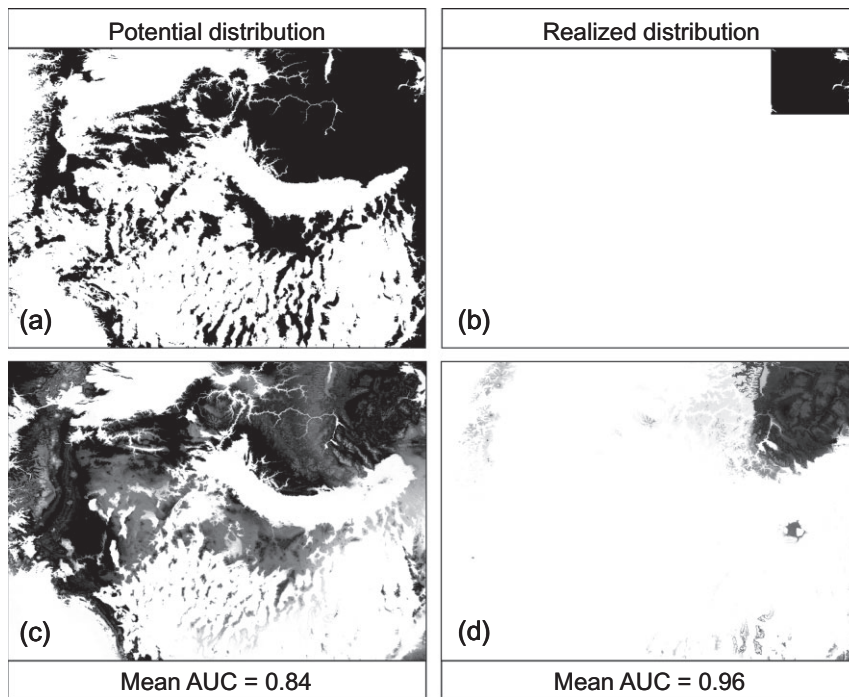 Potential distribution
Realized distribution
(a)
(b)
(c)
(d)
Mean AUC = 0.84
Mean AUC = 0.96